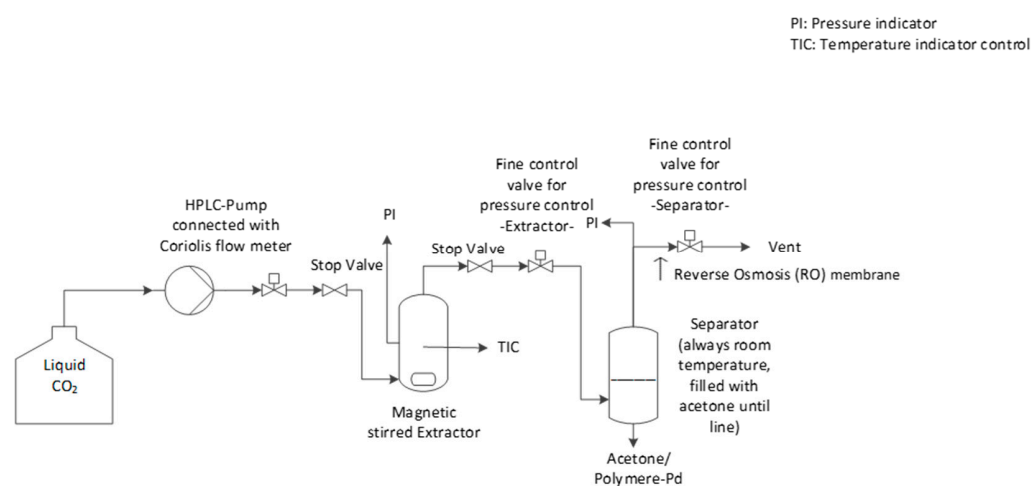 PI: Pressure indicator
TIC: Temperature indicator control
Fine control
valve for
pressure control
-Separator-
Fine control
valve for
pressure control
-Extractor-
HPLC-Pump
connected with
Coriolis flow meter
PI
PI
Stop Valve
Stop Valve
Vent
Reverse Osmosis (RO) membrane
Liquid
CO₂
TIC
Separator
(always room
temperature,
filled with
acetone until
line)
Magnetic
stirred Extractor
Acetone/
Polymere-Pd